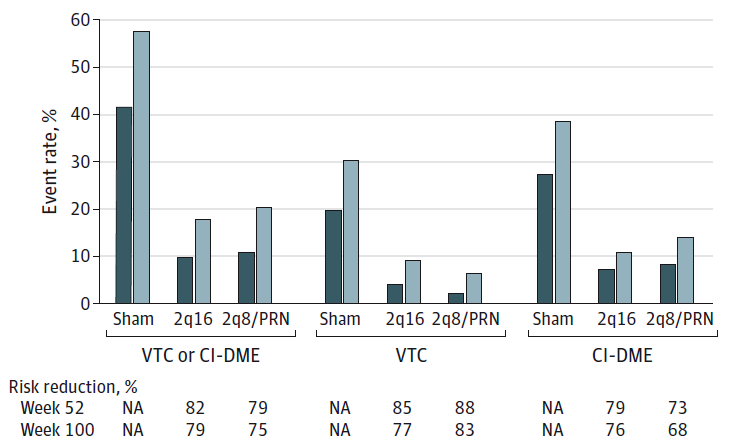 60
50
40
30
20
10
0
Event rate, %
Sham 2q16 2q8/PRN Sham 2q16 2q8/PRN Sham 2q16 2q8/PRN
VTC or CI-DME VTC CI-DME
Risk reduction, %
Week 52 NA 82 79 NA 85 88 NA 79 73
Week 100 NA 79 75 NA 77 83 NA 76 68